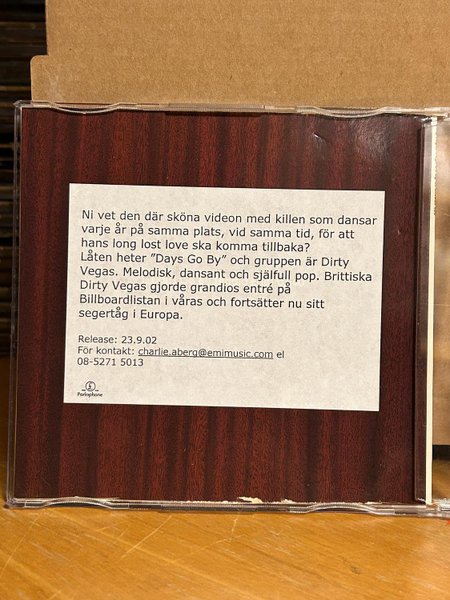 Ni vet den där sköna videon med killen som dansar
varje år på samma plats, vid samma tid, för att
hans long lost love ska komma tillbaka?
Låten heter ”Days Go By” och gruppen är Dirty
Vegas. Melodisk, dansant och själfull pop. Brittiska
Dirty Vegas gjorde grandios entré på
Billboardlistan i våras och fortsätter nu sitt
segertåg i Europa.
Release: 23.9.02
För kontakt: charlie.aberg@emimusic.com el
08-5271 5013
Parlophone